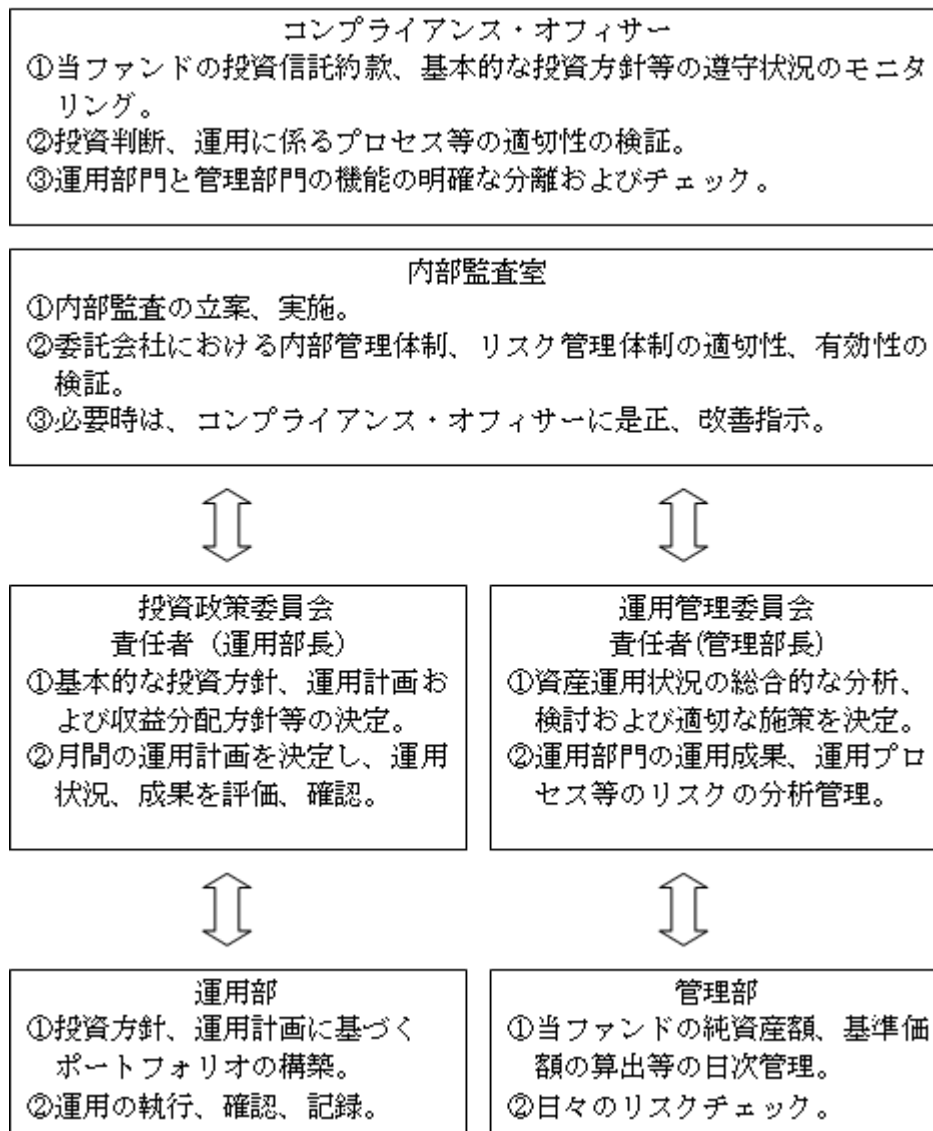 コンプライアンス・オフィサー
①当ファンドの投資信託約款、基本的な投資方針等の遵守状況のモニタ
リング。
②投資判断、運用に係るプロセス等の適切性の検証。
③運用部門と管理部門の機能の明確な分離およびチェック。
内部監査室
①内部監査の立案、実施。
②委託会社における内部管理体制、リスク管理体制の適切性、有効性の
検証。
③必要時は、コンプライアンス・オフィサーに是正、改善指示。
投資政策委員会
責任者（運用部長）
①基本的な投資方針、運用計画お
よび収益分配方針等の決定。
②月間の運用計画を決定し、運用
状況、成果を評価、確認。
運用管理委員会
責任者(管理部長)
①資産運用状況の総合的な分析、
検討および適切な施策を決定。
②運用部門の運用成果、運用プロ
セス等のリスクの分析管理。
運用部
①投資方針、運用計画に基づく
ポートフォリオの構築。
②運用の執行、確認、記録。
管理部
①当ファンドの純資産額、基準価
額の算出等の日次管理。
②日々のリスクチェック。